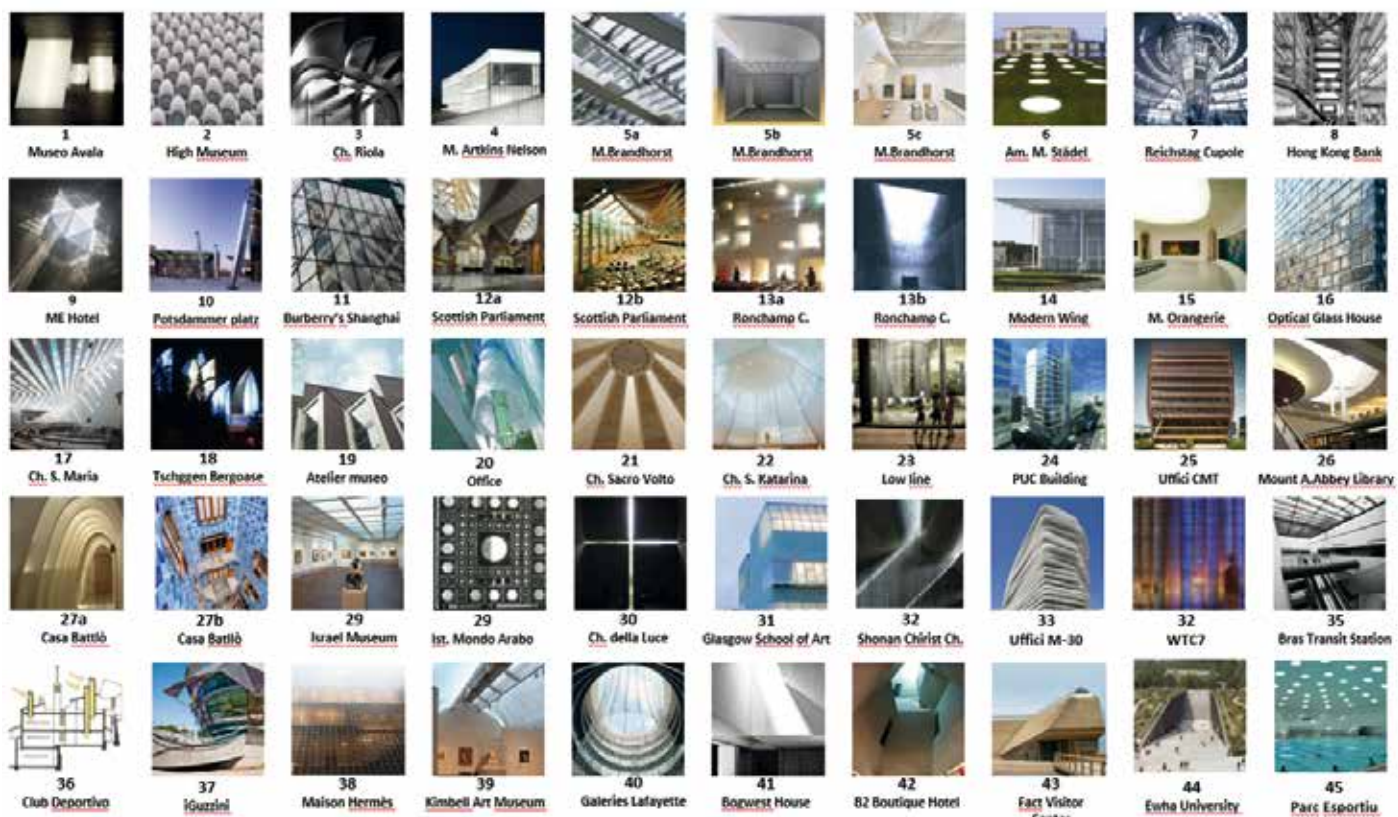 1 2 3 4 5a 5b 5c 6 7 8
Museo Avala High Museum Ch. Riola M. Artkins Nelson M.Brandhorst M.Brandhorst M.Brandhorst Am. M. Städel Reichstag Cupole Hong Kong Bank
9 10 11 12a 12b 13a 13b 14 15 16
ME Hotel Potsdammer platz Burberry's Shanghai Scottish Parliament Scottish Parliament Ronchamp C. Ronchamp C. Modern Wing M. Orangerie Optical Glass House
17 18 19 20 21 22 23 24 25 26
Ch. S. Maria Tschggen Bergoase Atelier museo Office Ch. Sacro Volto Ch. S. Katarina Low line PUC Building Uffici CMT Mount A.Abbey Library
27a 27b 29 29 30 31 32 33 32 35
Casa Battlò Casa Batllò Israel Museum Ist. Mondo Arabo Ch. della Luce Glasgow School of Art Shonan Chirist Ch. Uffici M-30 WTC7 Bras Transit Station
36 37 38 39 40 41 42 43 44 45
Club Deportivo iGuzzini Maison Hermès Kimbell Art Museum Galeries Lafayette Bogwest House B2 Boutique Hotel Fact Visitor Ewha University Parc Esportiu